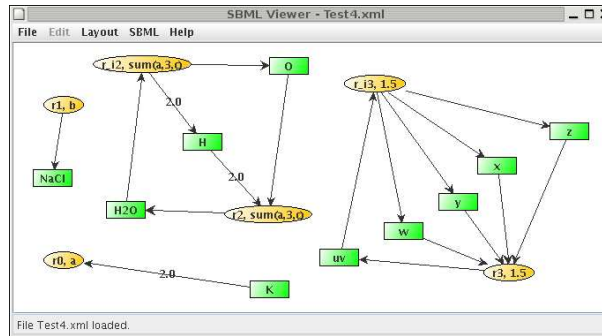 SBML Viewer - Test4.xml
File Edit Layout SBML Help
r_i2, sum(a,3,c)
O
r_i3, 1.5
2.0
r1, b
z
H
x
2.0
NaCl
H2O
r2, sum(a,3,c)
y
w
uv
r0, a
r3, 1.5
2.0
K
File Test4.xml loaded.